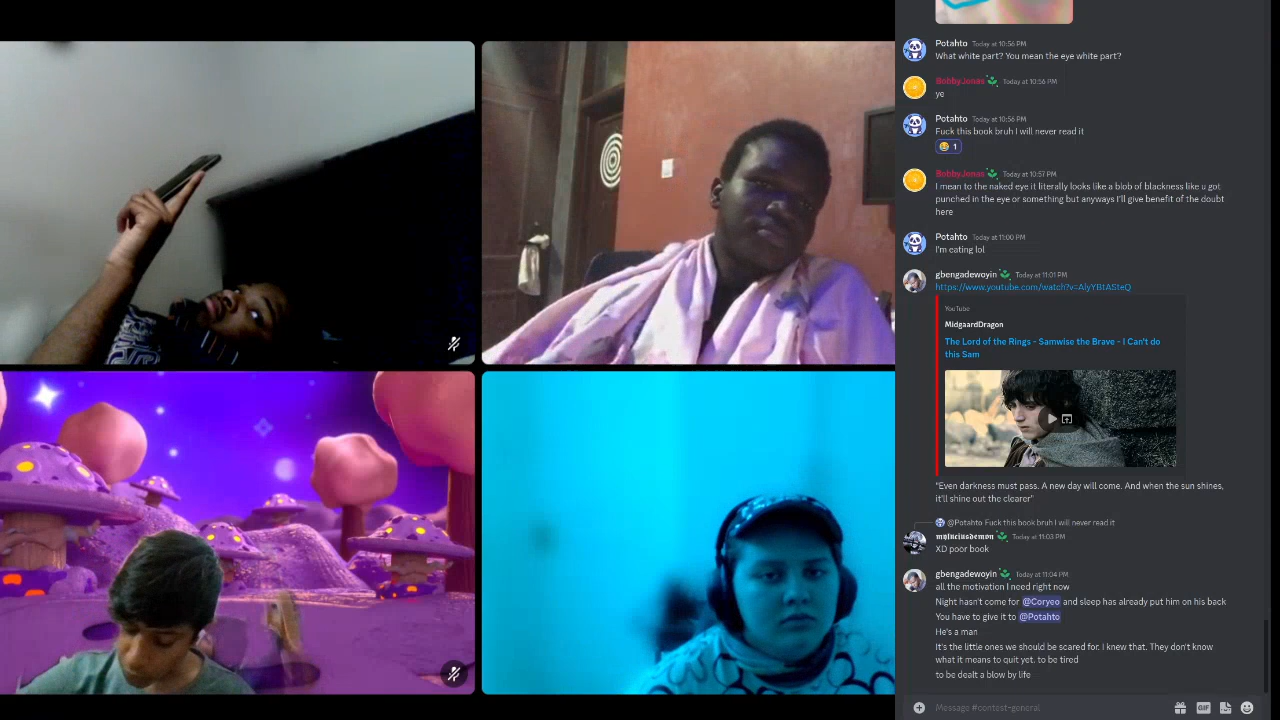 Potahto Today at 10:56 PM
What white part? You mean the eye white part?
BobbyJonas Today at 10:56 PM
ye
Potahto Today at 10:56 PM
Fuck this book bruh I will never read it
1
BobbyJonas Today at 10:57 PM
I mean to the naked eye it literally looks like a blob of blackness like u got
punched in the eye or something but anyways I'll give benefit of the doubt
here
Potahto Today at 11:00 PM
I'm eating lol
gbengadewoyin Today at 11:01 PM
https://www.youtube.com/watch?v=AlyYBtASteQ
YouTube
MidgaardDragon
The Lord of the Rings - Samwise the Brave - I Can't do
this Sam
"Even darkness must pass. A new day will come. And when the sun shines,
it'll shine out the clearer"
@Potahto Fuck this book bruh I will never read it
myluciusdemon Today at 11:03 PM
XD poor book
gbengadewoyin Today at 11:04 PM
all the motivation I need right now
Night hasn't come for @Coryeo and sleep has already put him on his back
You have to give it to @Potahto
He's a man
It's the little ones we should be scared for. I knew that. They don't know
what it means to quit yet. to be tired
to be dealt a blow by life
Message #contest-general
GIF